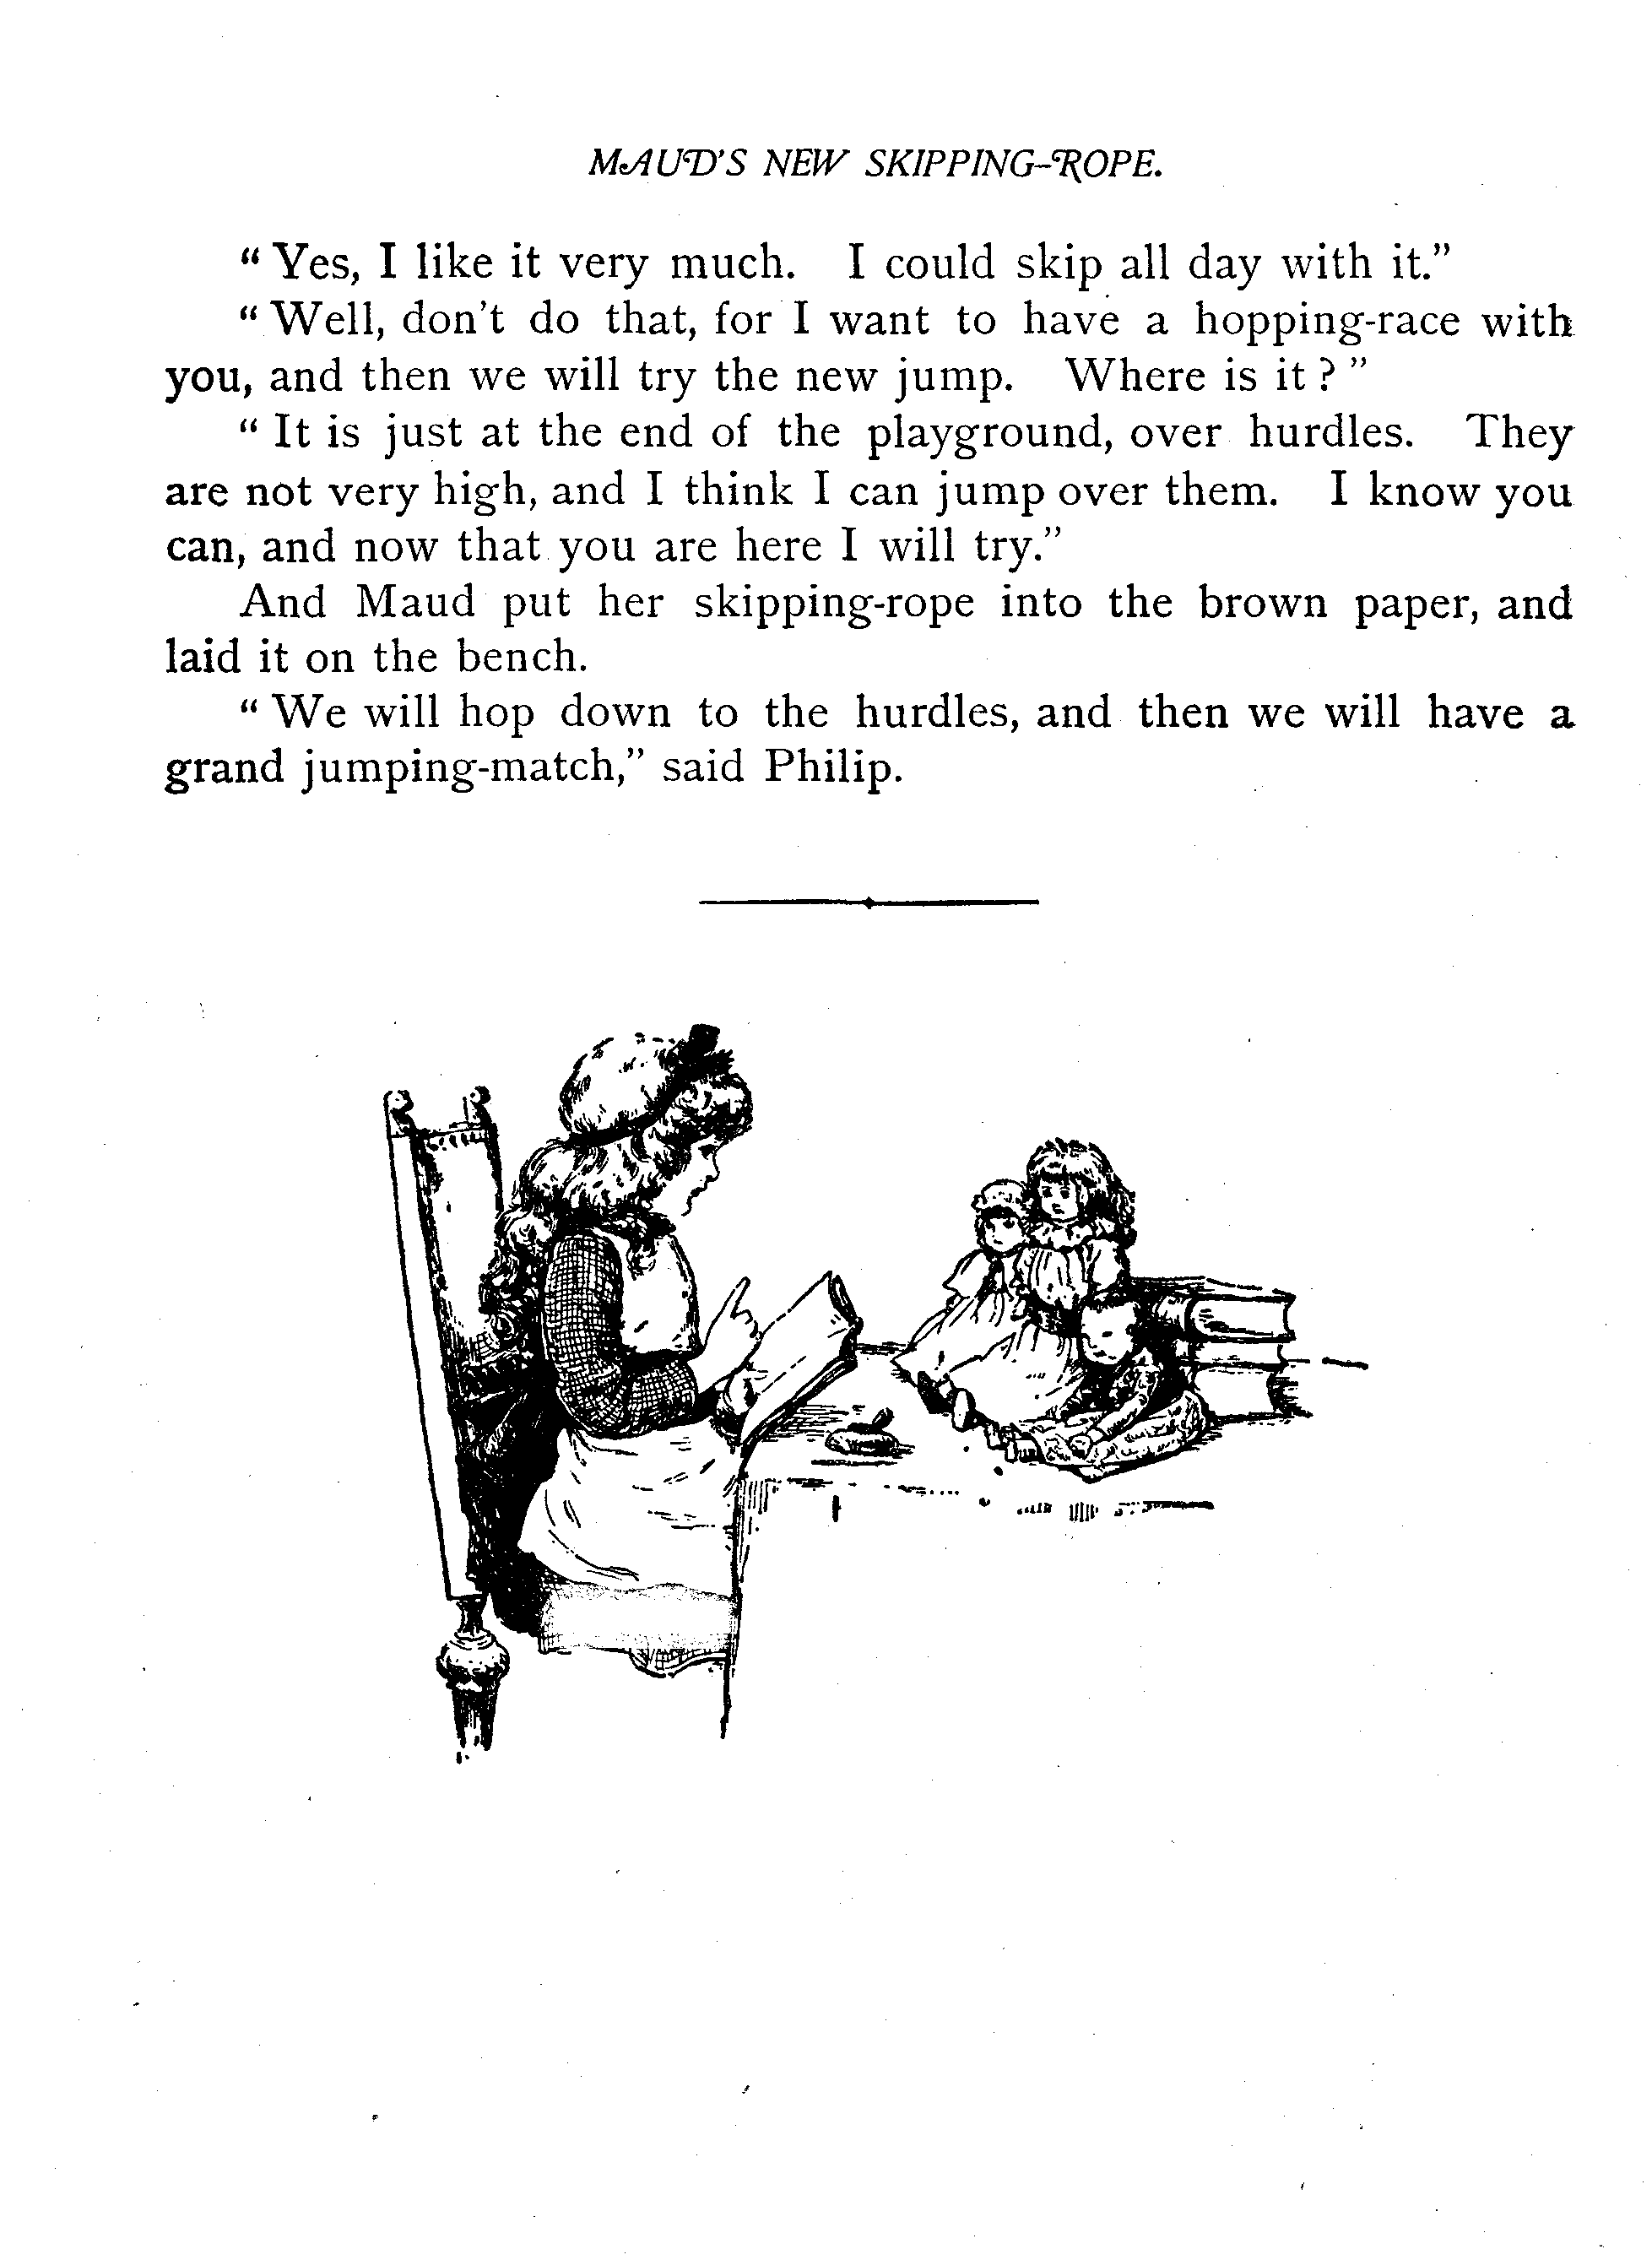 MAUD'S NEW SKIPPING-ROPE.
“ Yes, I like it very much. I could skip all day with it.”
“ Well, don't do that, for I want to have a hopping-race with
you, and then we will try the new jump. Where is it ? ”
“ It is just at the end of the playground, over hurdles. They
are not very high, and I think I can jump over them. I know you
can, and now that you are here I will try.”
And Maud put her skipping-rope into the brown paper, and
laid it on the bench.
“ We will hop down to the hurdles, and then we will have a
grand jumping-match,” said Philip.